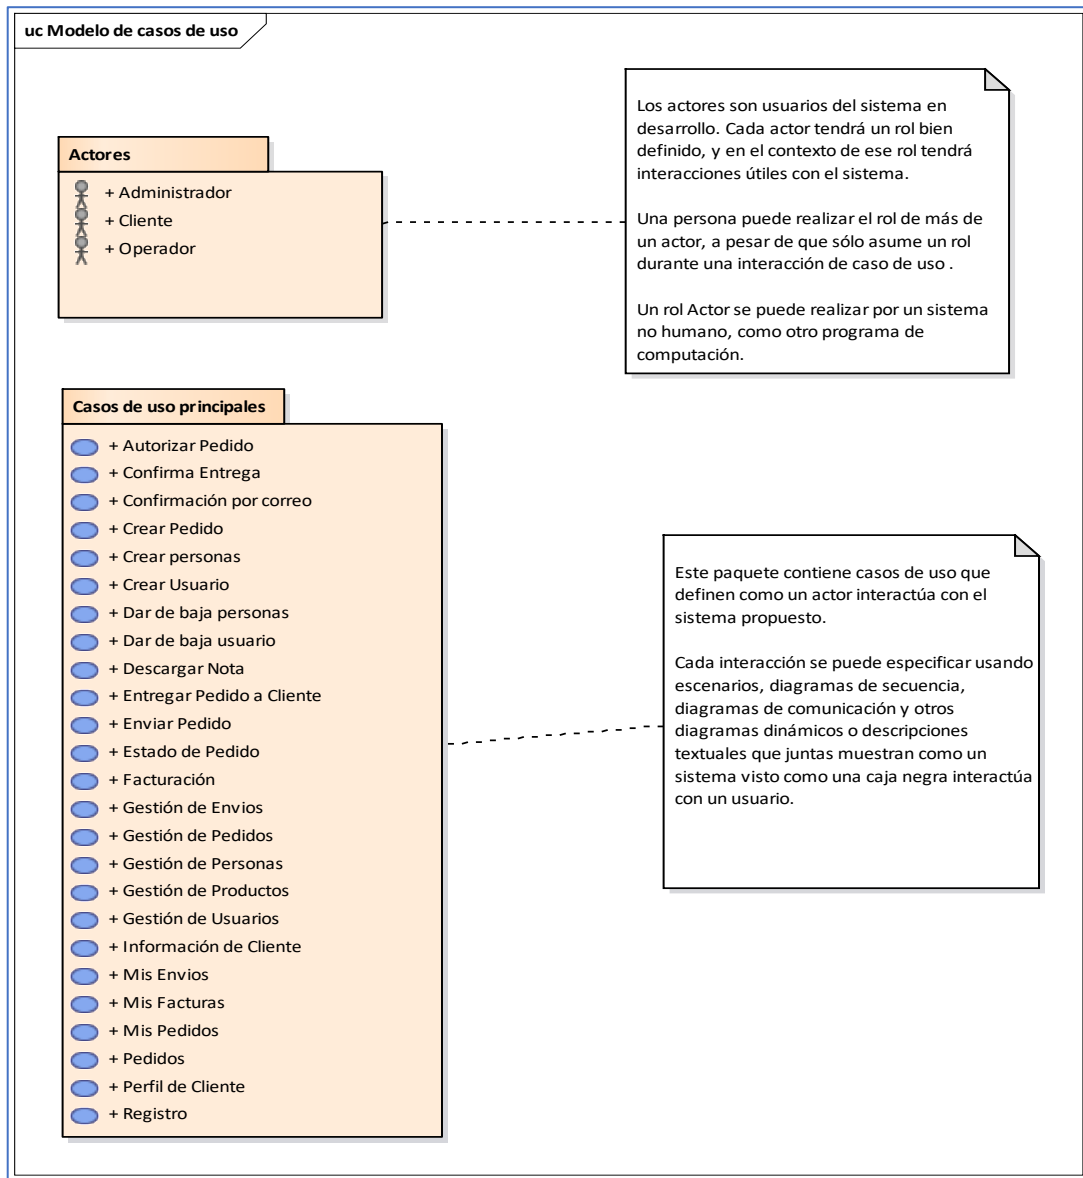 uc Modelo de casos de uso
Actores
+ Administrador
+ Cliente
+ Operador
Los actores son usuarios del sistema en
desarrollo. Cada actor tendrá un rol bien
definido, y en el contexto de ese rol tendrá
interacciones útiles con el sistema.
Una persona puede realizar el rol de más de
un actor, a pesar de que sólo asume un rol
durante una interacción de caso de uso .
Un rol Actor se puede realizar por un sistema
no humano, como otro programa de
computación.
Casos de uso principales
+ Autorizar Pedido
+ Confirma Entrega
+ Confirmación por correo
+ Crear Pedido
+ Crear personas
+ Crear Usuario
+ Dar de baja personas
+ Dar de baja usuario
+ Descargar Nota
+ Entregar Pedido a Cliente
+ Enviar Pedido
+ Estado de Pedido
+ Facturación
+ Gestión de Envios
+ Gestión de Pedidos
+ Gestión de Personas
+ Gestión de Productos
+ Gestión de Usuarios
+ Información de Cliente
+ Mis Envios
+ Mis Facturas
+ Mis Pedidos
+ Pedidos
+ Perfil de Cliente
+ Registro
Este paquete contiene casos de uso que
definen como un actor interactúa con el
sistema propuesto.
Cada interacción se puede especificar usando
escenarios, diagramas de secuencia,
diagramas de comunicación y otros
diagramas dinámicos o descripciones
textuales que juntas muestran como un
sistema visto como una caja negra interactúa
con un usuario.